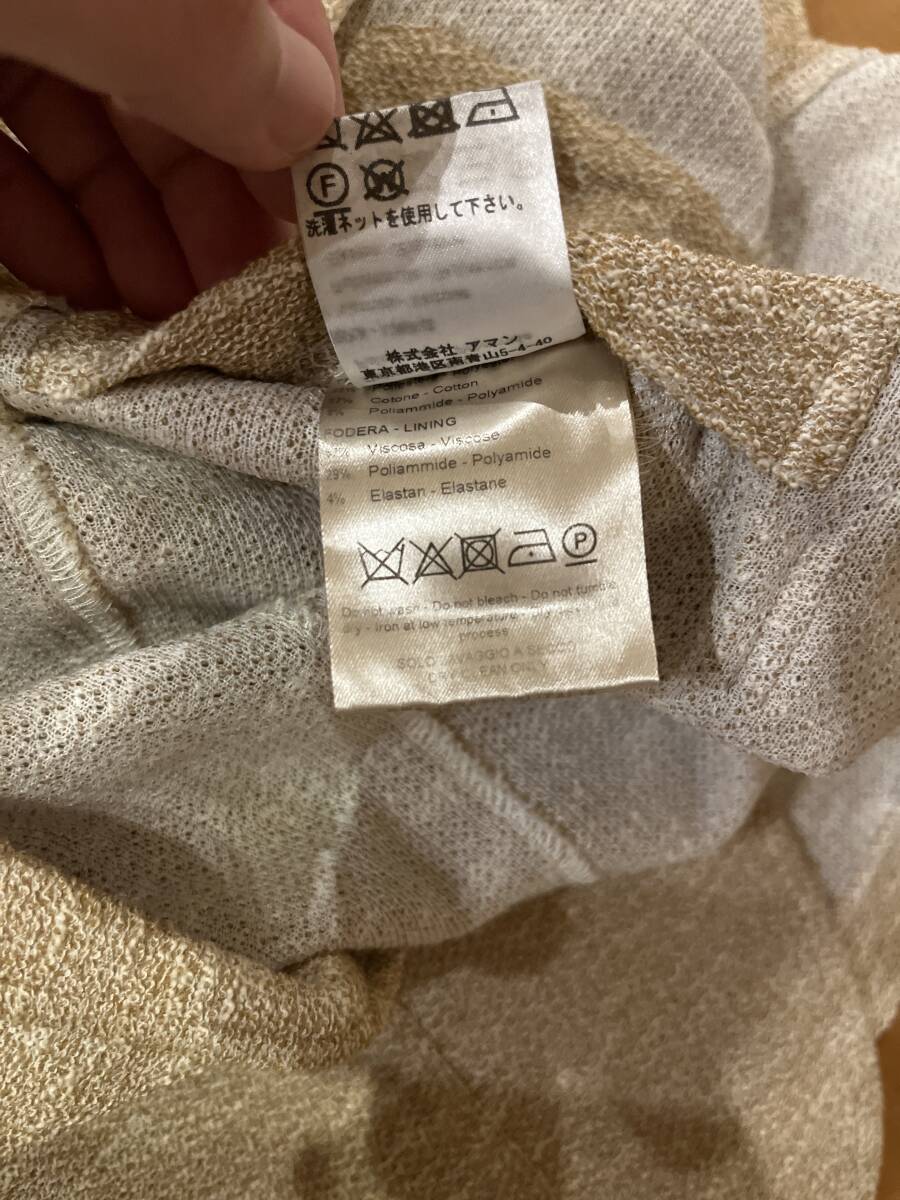 F
W
洗濯ネットを使用して下さい。
株式会社 アマン
東京都港区南青山5-4-40
Cotone - Cotton
Poliammide - Polyamide
FODERA - LINING
Viscosa - Viscose
29% Poliammide - Polyamide
4% Elastan - Elastane
P
Do not wash - Do not bleach - Do not tumble
dry - Iron at low temperature -
process
SOLO LAVAGGIO A SECCO
DRY CLEAN ONLY